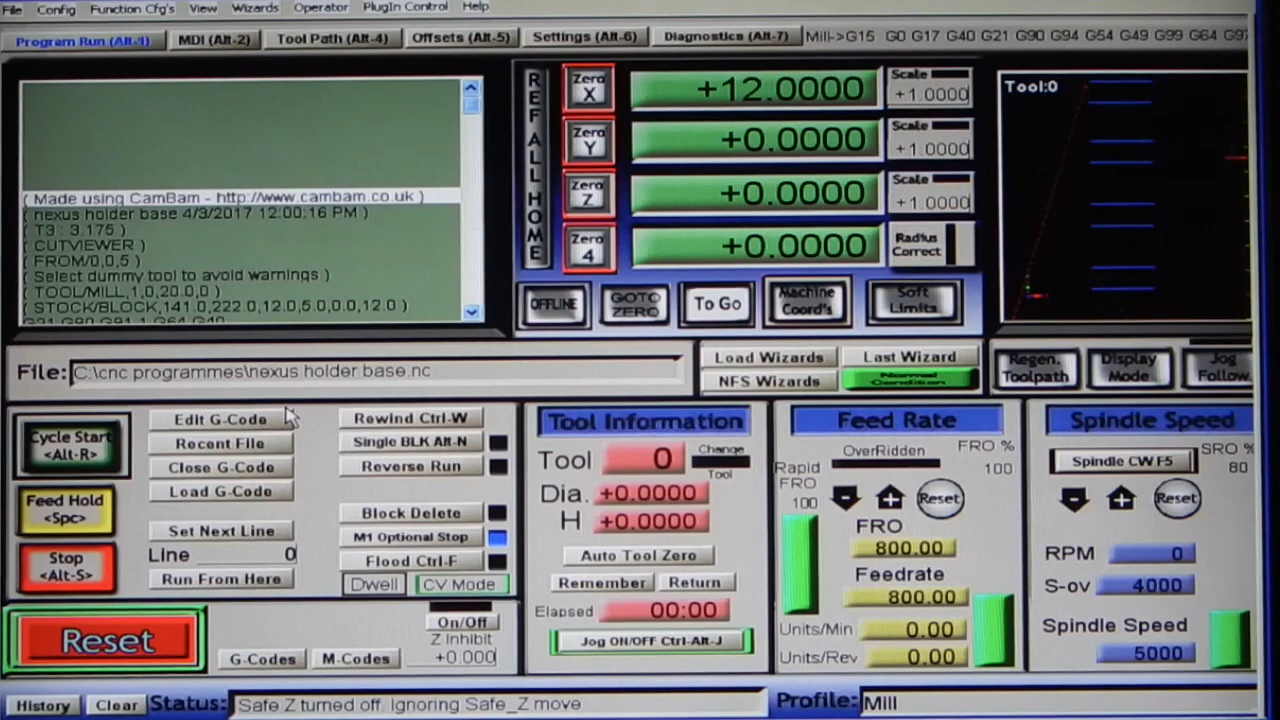 File Config Function Cfg's View Wizards Operator PlugIn Control Help
Program Run (Alt-1) MDI (Alt-2) Tool Path (Alt-4) Offsets (Alt-5) Settings (Alt-6) Diagnostics (Alt-7) Mill->G15 G0 G17 G40 G21 G90 G94 G54 G49 G99 G64 G97
( Made using CamBam - http://www.cambam.co.uk )
( nexus holder base 4/3/2017 12:00:16 PM )
( T3 : 3.175 )
( CUTVIEWER )
( FROM/0,0,5 )
( Select dummy tool to avoid warnings )
( TOOL/MILL,1,0,20.0,0 )
( STOCK/BLOCK,141.0,222.0,12.0,5.0,0.0,12.0 )
G21 G90 G91.1 G64 G40
REF ALL HOME
Zero X +12.0000 Scale +1.0000
Zero Y +0.0000 Scale +1.0000
Zero Z +0.0000 Scale +1.0000
Zero 4 +0.0000 Radius Correct
OFFLINE GOTO ZERO To Go Machine Coord's Soft Limits
Tool:0
File: C:\cnc programmes\nexus holder base.nc
Load Wizards Last Wizard
NFS Wizards Normal Condition
Regen. Toolpath Display Mode Jog Follow
Cycle Start <Alt-R>
Feed Hold <Spc>
Stop <Alt-S>
Reset
Edit G-Code
Recent File
Close G-Code
Load G-Code
Set Next Line
Line 0
Run From Here
Rewind Ctrl-W
Single BLK Alt-N
Reverse Run
Block Delete
M1 Optional Stop
Flood Ctrl-F
Dwell CV Mode
G-Codes M-Codes
On/Off
Z Inhibit
+0.000
Tool Information
Tool 0 Change Tool
Dia. +0.0000
H +0.0000
Auto Tool Zero
Remember Return
Elapsed 00:00
Jog ON/OFF Ctrl-Alt-J
Feed Rate
OverRidden FRO %
100
Rapid FRO
100
Reset
FRO
800.00
Feedrate
800.00
Units/Min 0.00
Units/Rev 0.00
Spindle Speed
Spindle CW F5 SRO %
80
Reset
RPM 0
S-ov 4000
Spindle Speed
5000
History Clear Status: Safe Z turned off. Ignoring Safe_Z move Profile: Mill